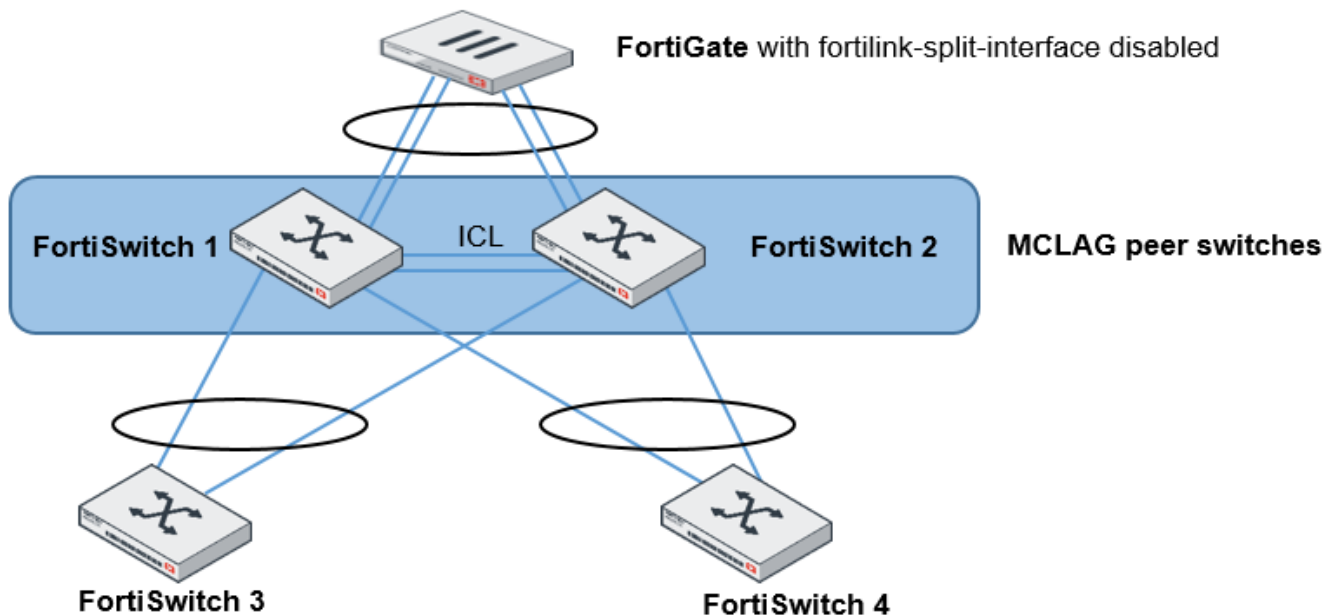 FortiGate with fortilink-split-interface disabled
ICL
FortiSwitch 1
FortiSwitch 2
MCLAG peer switches
FortiSwitch 3
FortiSwitch 4